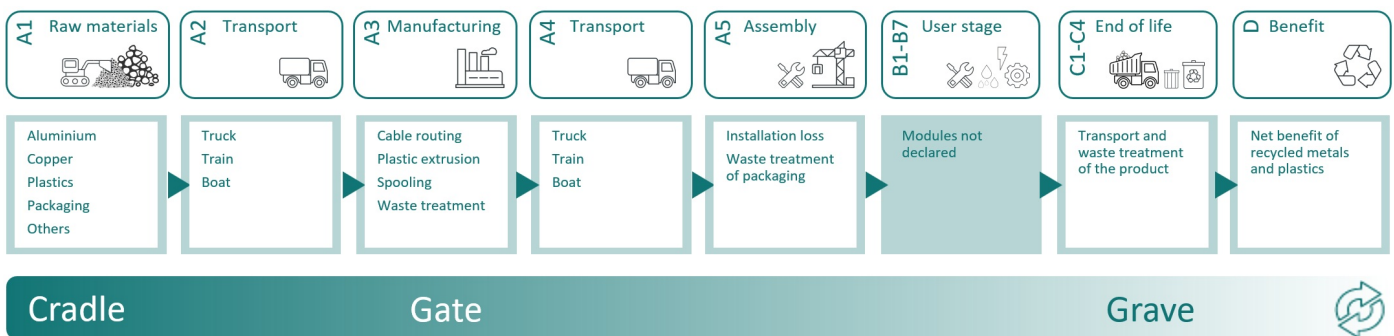 A1 Raw materials
A2 Transport
A3 Manufacturing
A4 Transport
A5 Assembly
B1-B7 User stage
C1-C4 End of life
D Benefit
Aluminium
Copper
Plastics
Packaging
Others
Truck
Train
Boat
Cable routing
Plastic extrusion
Spooling
Waste treatment
Truck
Train
Boat
Installation loss
Waste treatment
of packaging
Modules not
declared
Transport and
waste treatment
of the product
Net benefit of
recycled metals
and plastics
Cradle
Gate
Grave